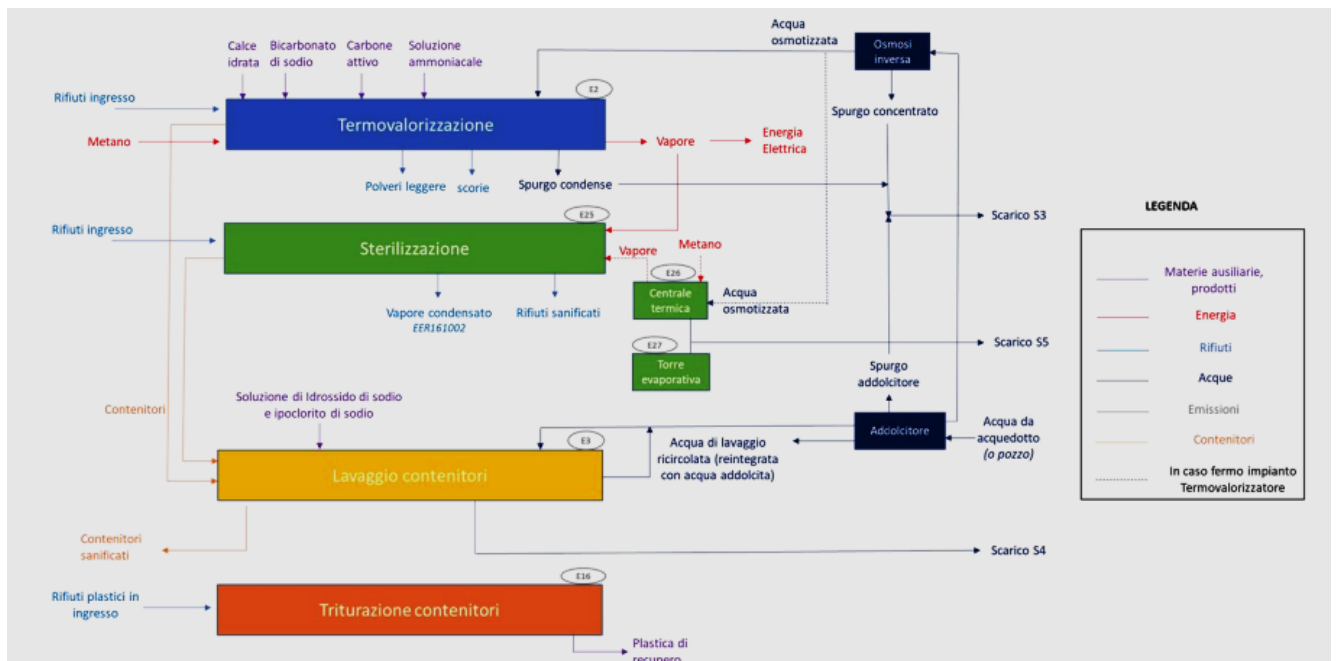 Acqua
osmotizzata
Osmosi
inversa
Calce
idrata
Bicarbonato
di sodio
Carbone
attivo
Soluzione
ammoniacale
E2
Rifiuti ingresso
Termovalorizzazione
Spurgo concentrato
Metano
Vapore
Energia
Elettrica
Polveri leggere
scorie
Spurgo condense
E25
Scarico S3
Rifiuti ingresso
Sterilizzazione
Vapore
Metano
E26
Centrale
termica
Acqua
osmotizzata
Vapore condensato
EER161002
Rifiuti sanificati
E27
Torre
evaporativa
Scarico S5
Spurgo
addolcitore
Contenitori
Soluzione di Idrossido di sodio
e ipoclorito di sodio
E3
Addolcitore
Acqua da
acquedotto
(o pozzo)
Acqua di lavaggio
ricircolata (reintegrata
con acqua addolcita)
Lavaggio contenitori
Contenitori
sanificati
Scarico S4
E16
Rifiuti plastici in
ingresso
Triturazione contenitori
Plastica di
recupero
LEGENDA
Materie ausiliarie,
prodotti
Energia
Rifiuti
Acque
Emissioni
Contenitori
In caso fermo impianto
Termovalorizzatore